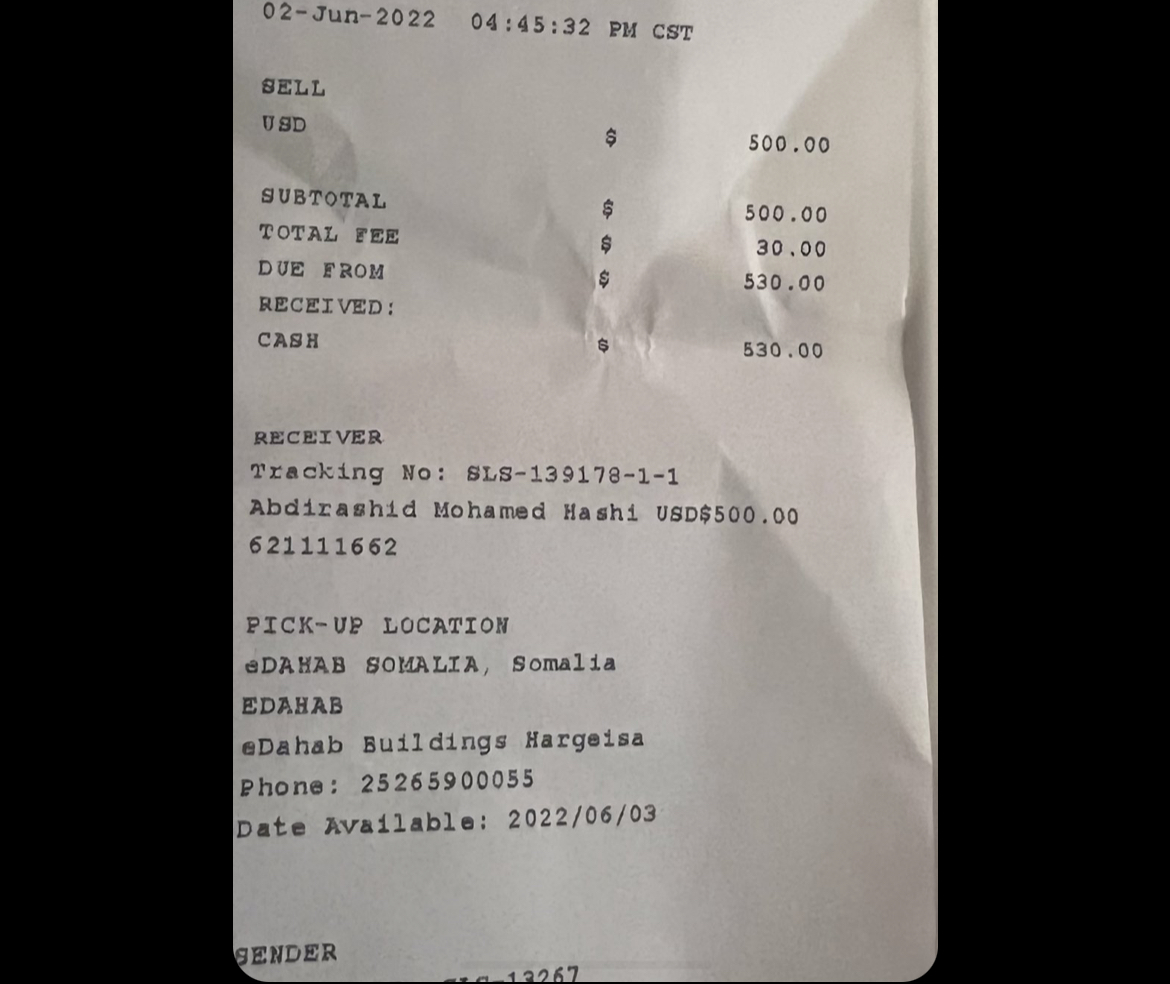 02-Jun-2022 04:45:32 PM CST
SELL
USD $ 500.00
SUBTOTAL $ 500.00
TOTAL FEE $ 30.00
DUE FROM $ 530.00
RECEIVED:
CASH $ 530.00
RECEIVER
Tracking No: SLS-139178-1-1
Abdirashid Mohamed Hashi USD$500.00
621111662
PICK-UP LOCATION
eDAHAB SOMALIA, Somalia
EDAHAB
eDahab Buildings Hargeisa
Phone: 25265900055
Date Available: 2022/06/03
SENDER
SLS-13267